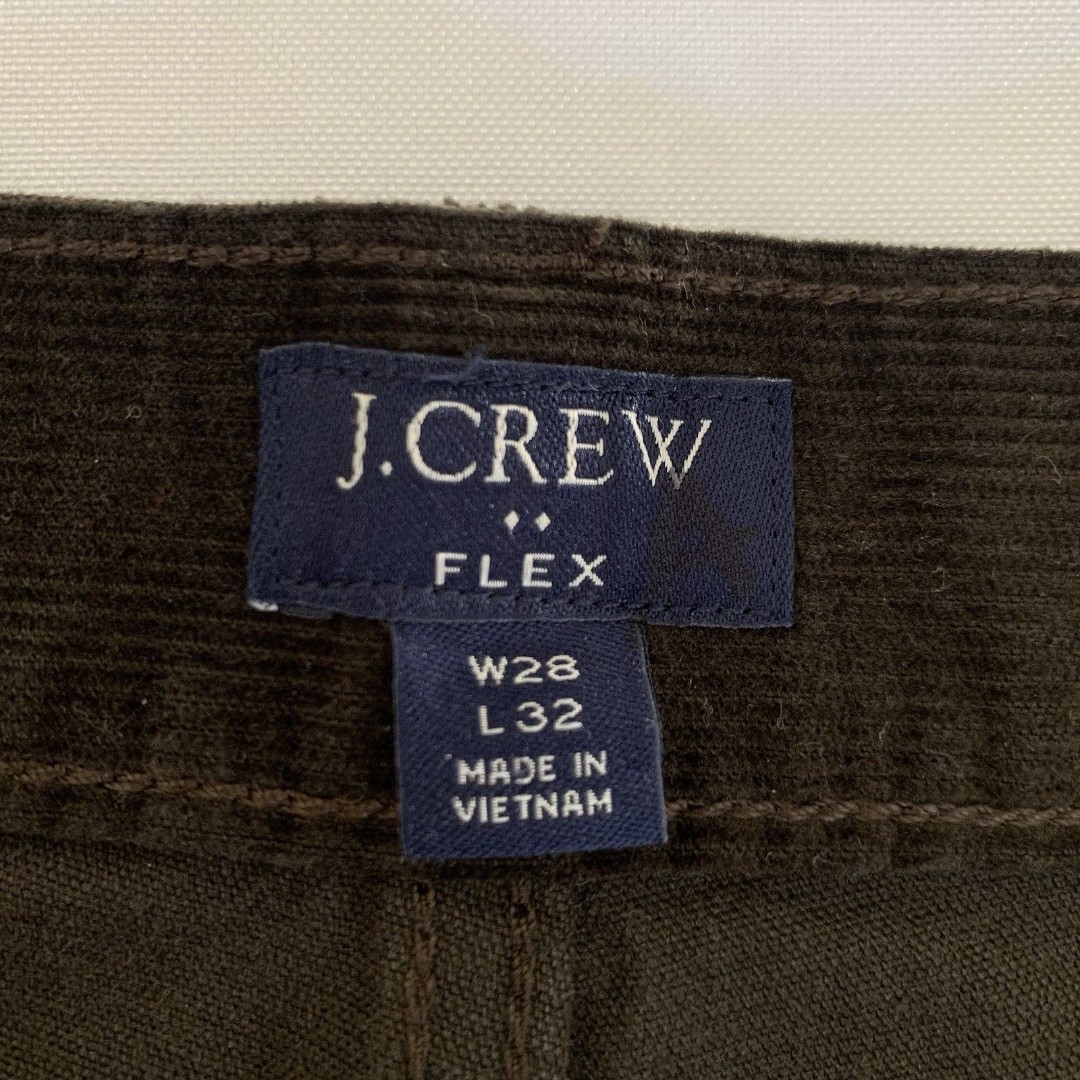 J.CREW
FLEX
W28
L32
MADE IN
VIETNAM